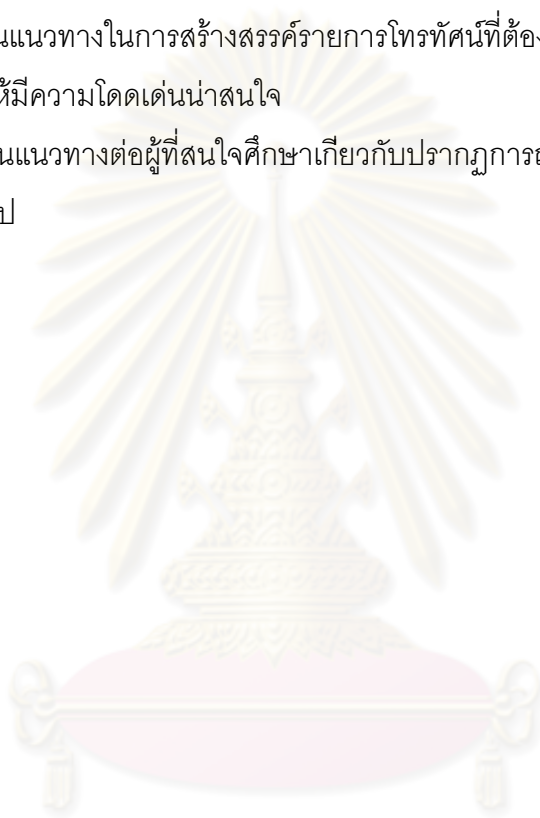 นแนวทางในการสร้างสรรค์รายการโทรทัศน์ที่ต้อง
ห้มีความโดดเด่นน่าสนใจ
นแนวทางต่อผู้ที่สนใจศึกษาเกี่ยวกับปรากฏการ
ป